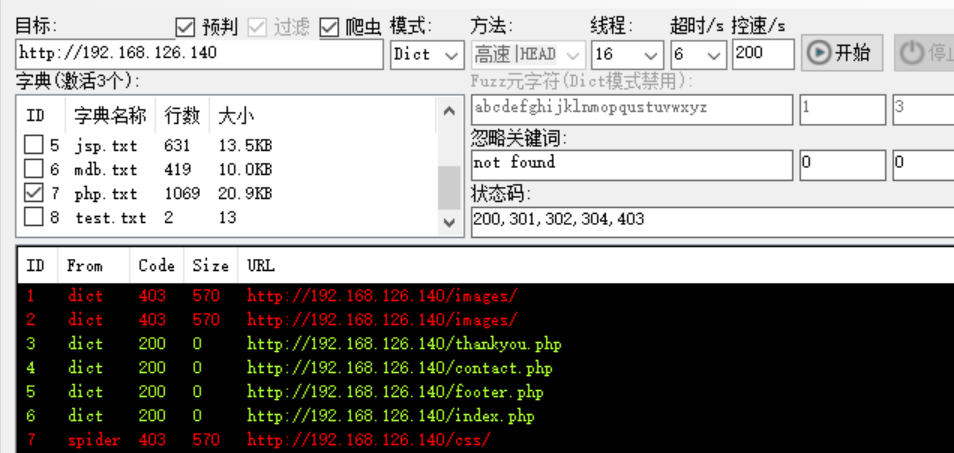 目标: 预判 过滤 爬虫 模式: 方法: 线程: 超时/s 控速/s
http://192.168.126.140 Dict 高速|HEAD 16 6 200 开始
字典(激活3个): Fuzz元字符(Dict模式禁用):
ID 字典名称 行数 大小 abcdefghijklnmopqustuvwxyz 1 3
忽略关键词:
5 jsp.txt 631 13.5KB
6 mdb.txt 419 10.0KB not found 0 0
7 php.txt 1069 20.9KB 状态码:
8 test.txt 2 13 200,301,302,304,403
ID From Code Size URL
1 dict 403 570 http://192.168.126.140/images/
2 dict 403 570 http://192.168.126.140/images/
3 dict 200 0 http://192.168.126.140/thankyou.php
4 dict 200 0 http://192.168.126.140/contact.php
5 dict 200 0 http://192.168.126.140/footer.php
6 dict 200 0 http://192.168.126.140/index.php
7 spider 403 570 http://192.168.126.140/css/